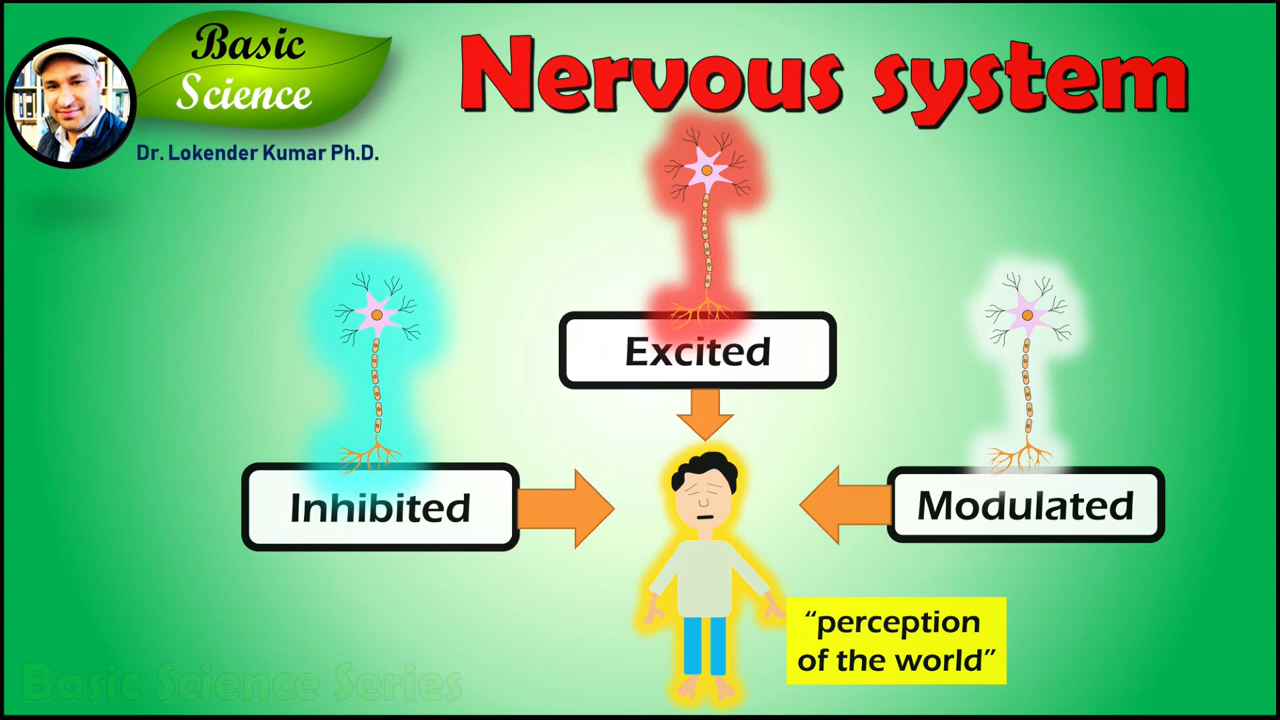 Basic
Science
Dr. Lokender Kumar Ph.D.
Nervous system
Excited
Inhibited
Modulated
“perception
of the world”
Basic Science Series